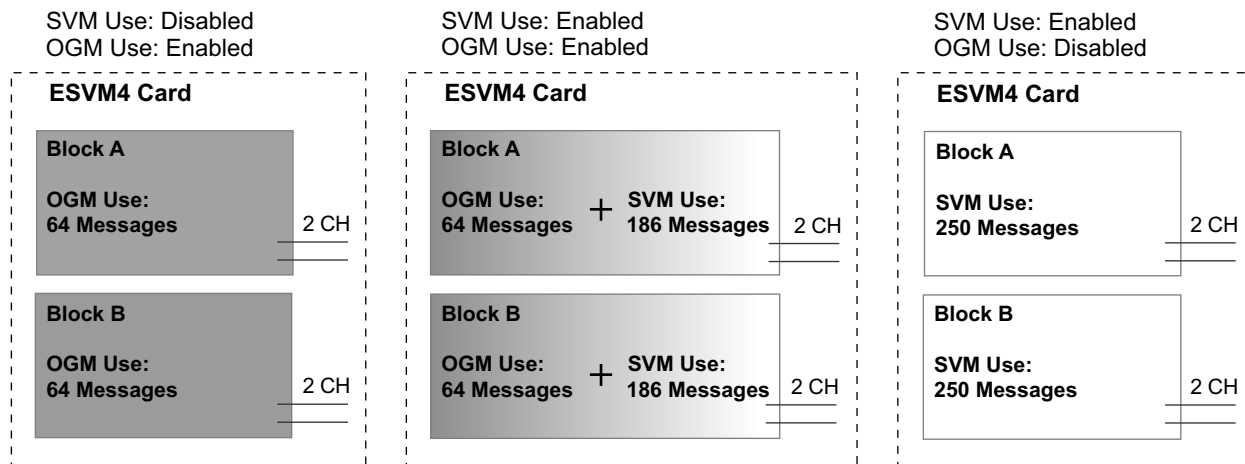 SVM Use: Disabled
OGM Use: Enabled
ESVM4 Card
Block A
OGM Use:
64 Messages
2 CH
Block B
OGM Use:
64 Messages
2 CH
SVM Use: Enabled
OGM Use: Enabled
ESVM4 Card
Block A
OGM Use:
64 Messages
+
SVM Use:
186 Messages
2 CH
Block B
OGM Use:
64 Messages
+
SVM Use:
186 Messages
2 CH
SVM Use: Enabled
OGM Use: Disabled
ESVM4 Card
Block A
SVM Use:
250 Messages
2 CH
Block B
SVM Use:
250 Messages
2 CH